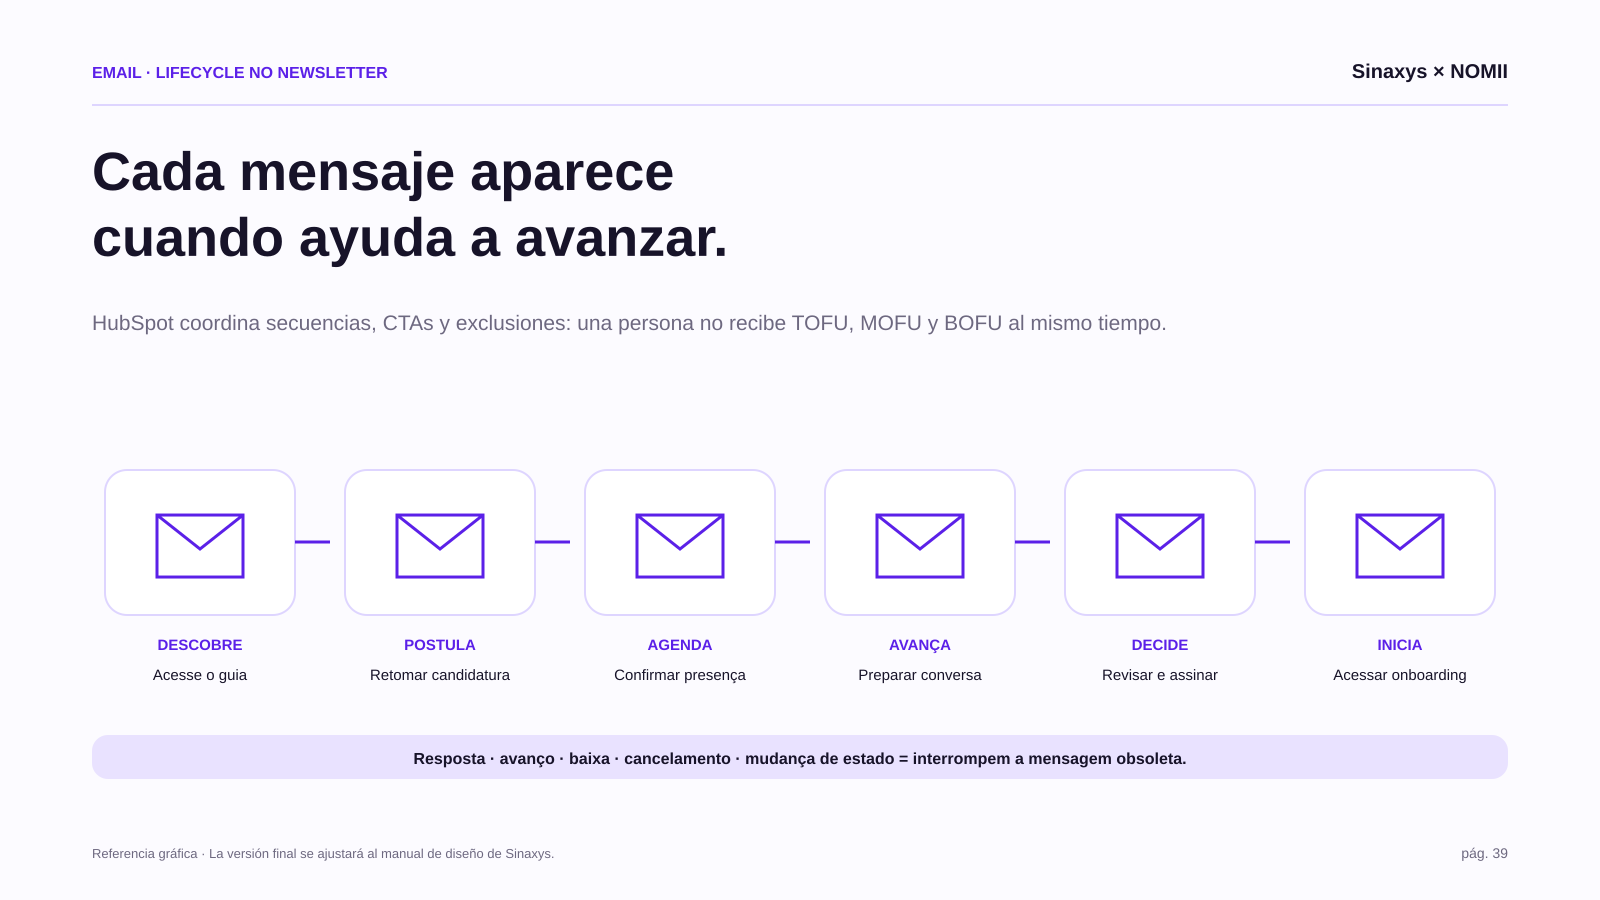 EMAIL · LIFECYCLE NO NEWSLETTER
Sinaxys × NOMII
Cada mensaje aparece
cuando ayuda a avanzar.
HubSpot coordina secuencias, CTAs y exclusiones: una persona no recibe TOFU, MOFU y BOFU al mismo tiempo.
DESCOBRE
Acesse o guia
POSTULA
Retomar candidatura
AGENDA
Confirmar presença
AVANÇA
Preparar conversa
DECIDE
Revisar e assinar
INICIA
Acessar onboarding
Resposta · avanço · baixa · cancelamento · mudança de estado = interrompem a mensagem obsoleta.
Referencia gráfica · La versión final se ajustará al manual de diseño de Sinaxys.
pág. 39